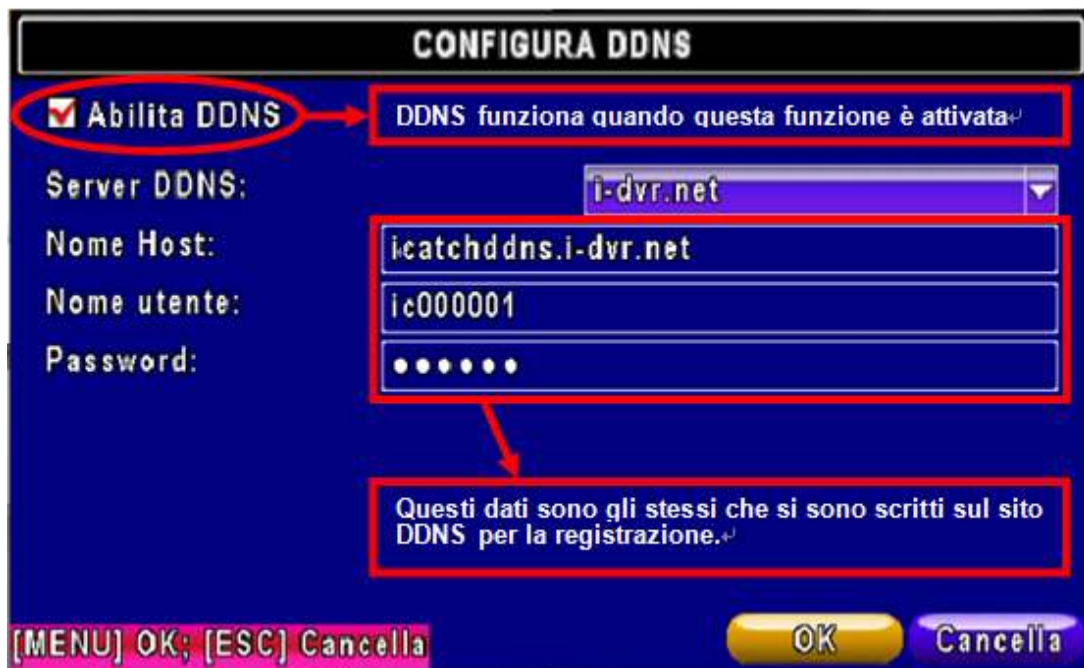 CONFIGURA DDNS
Abilita DDNS
DDNS funziona quando questa funzione è attivata
Server DDNS:
i-dvr.net
Nome Host:
icatchddns.i-dvr.net
Nome utente:
ic000001
Password:
••••••
Questi dati sono gli stessi che si sono scritti sul sito
DDNS per la registrazione.
[MENU] OK; [ESC] Cancella
OK
Cancella